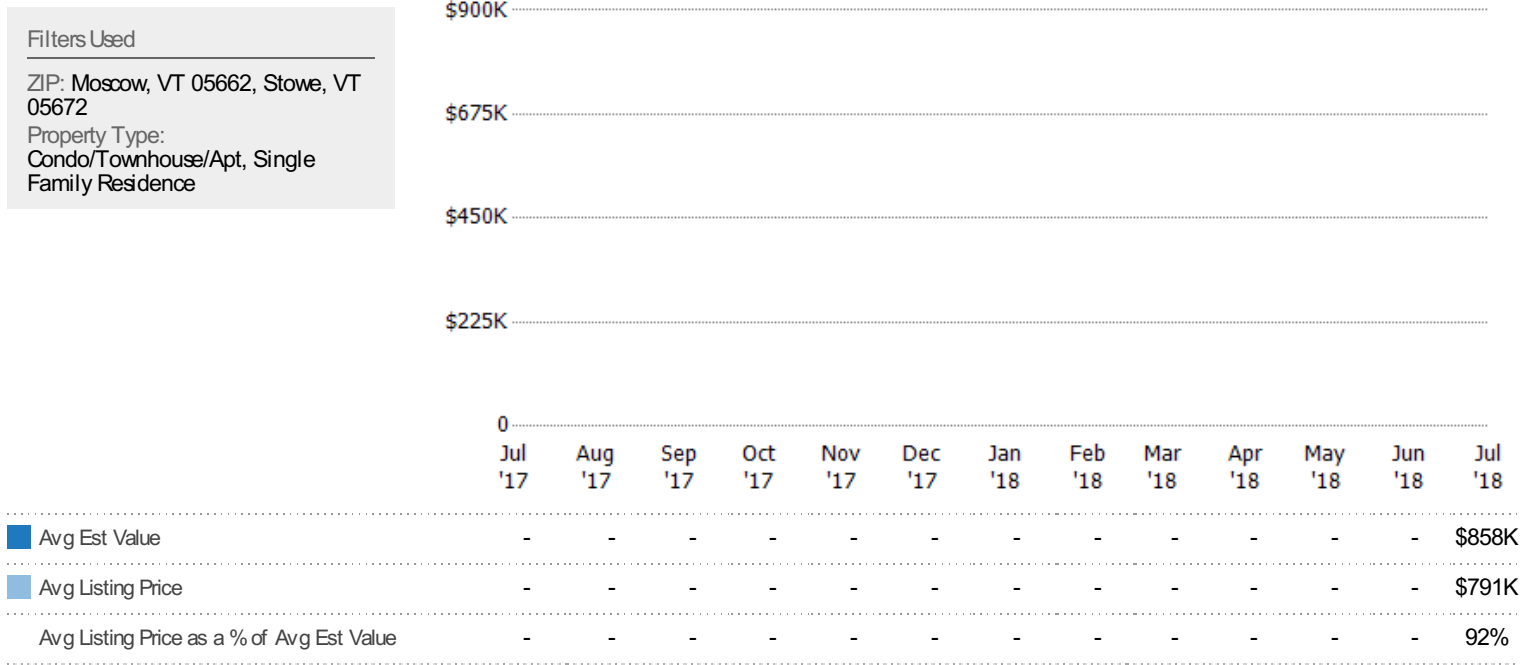 Filters Used
ZIP: Moscow, VT 05662, Stowe, VT
05672
Property Type:
Condo/Townhouse/Apt, Single
Family Residence
$900K
$675K
$450K
$225K
0
Jul Aug Sep Oct Nov Dec Jan Feb Mar Apr May Jun Jul
'17 '17 '17 '17 '17 '17 '18 '18 '18 '18 '18 '18 '18
Avg Est Value - - - - - - - - - - - - $858K
Avg Listing Price - - - - - - - - - - - - $791K
Avg Listing Price as a % of Avg Est Value - - - - - - - - - - - - 92%